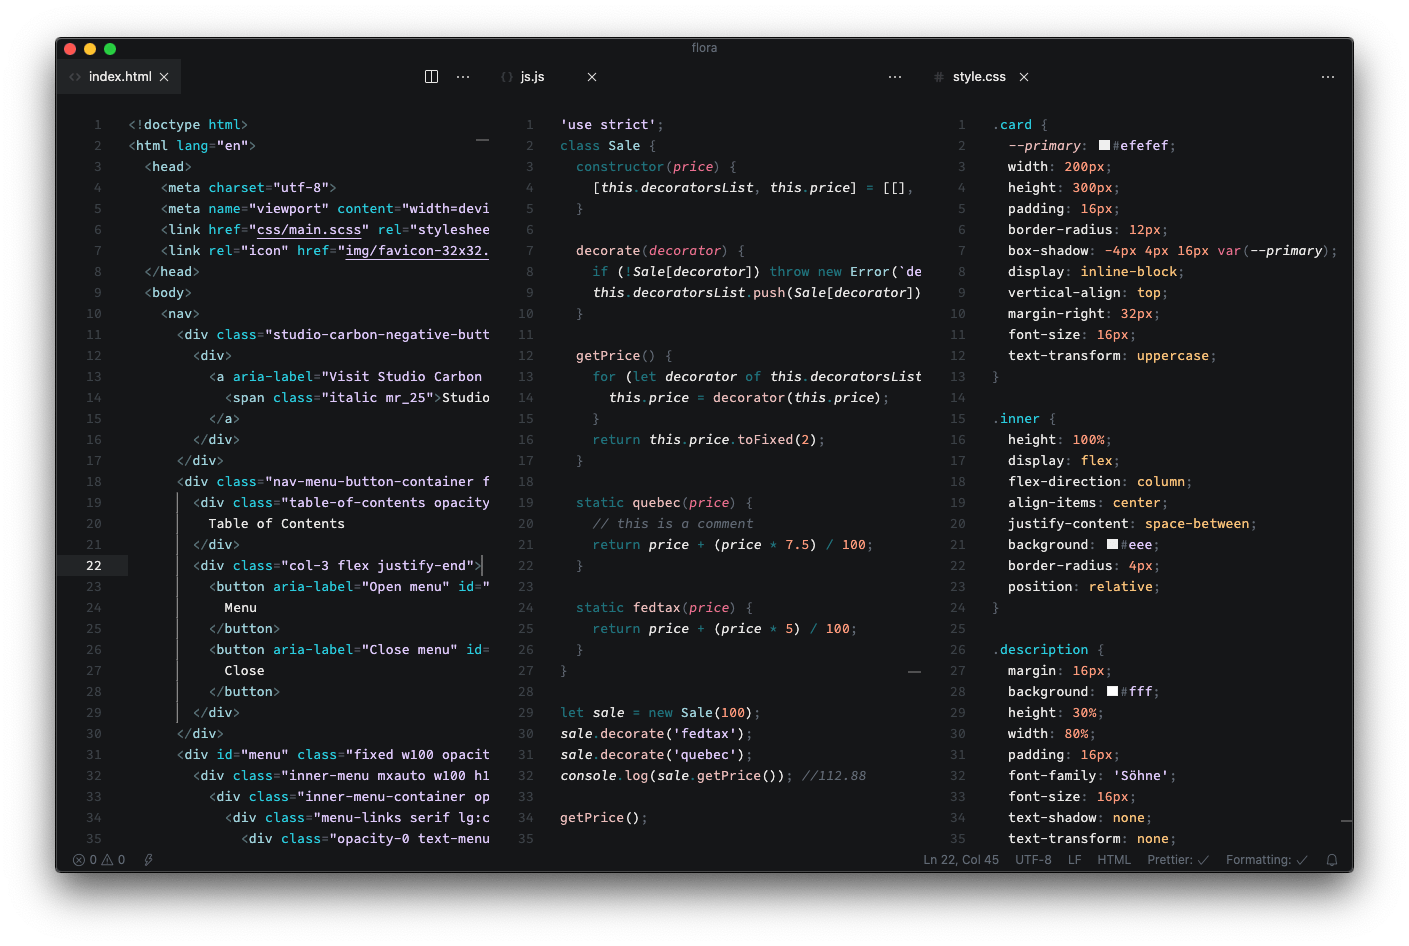 flora
index.html
js.js
style.css
1 <!doctype html>
2 <html lang="en">
3 <head>
4 <meta charset="utf-8">
5 <meta name="viewport" content="width=devi
6 <link href="css/main.scss" rel="styleshee
7 <link rel="icon" href="img/favicon-32x32.
8 </head>
9 <body>
10 <nav>
11 <div class="studio-carbon-negative-butt
12 <div>
13 <a aria-label="Visit Studio Carbon
14 <span class="italic mr_25">Studio
15 </a>
16 </div>
17 </div>
18 <div class="nav-menu-button-container f
19 <div class="table-of-contents opacity
20 Table of Contents
21 </div>
22 <div class="col-3 flex justify-end">
23 <button aria-label="Open menu" id="
24 Menu
25 </button>
26 <button aria-label="Close menu" id=
27 Close
28 </button>
29 </div>
30 </div>
31 <div id="menu" class="fixed w100 opacit
32 <div class="inner-menu mxauto w100 h1
33 <div class="inner-menu-container op
34 <div class="menu-links serif lg:c
35 <div class="opacity-0 text-menu
1 'use strict';
2 class Sale {
3 constructor(price) {
4 [this.decoratorsList, this.price] = [[],
5 }
6
7 decorate(decorator) {
8 if (!Sale[decorator]) throw new Error(`de
9 this.decoratorsList.push(Sale[decorator])
10 }
11
12 getPrice() {
13 for (let decorator of this.decoratorsList
14 this.price = decorator(this.price);
15 }
16 return this.price.toFixed(2);
17 }
18
19 static quebec(price) {
20 // this is a comment
21 return price + (price * 7.5) / 100;
22 }
23
24 static fedtax(price) {
25 return price + (price * 5) / 100;
26 }
27 }
28
29 let sale = new Sale(100);
30 sale.decorate('fedtax');
31 sale.decorate('quebec');
32 console.log(sale.getPrice()); //112.88
33
34 getPrice();
35
1 .card {
2 --primary: #efefef;
3 width: 200px;
4 height: 300px;
5 padding: 16px;
6 border-radius: 12px;
7 box-shadow: -4px 4px 16px var(--primary);
8 display: inline-block;
9 vertical-align: top;
10 margin-right: 32px;
11 font-size: 16px;
12 text-transform: uppercase;
13 }
14
15 .inner {
16 height: 100%;
17 display: flex;
18 flex-direction: column;
19 align-items: center;
20 justify-content: space-between;
21 background: #eee;
22 border-radius: 4px;
23 position: relative;
24 }
25
26 .description {
27 margin: 16px;
28 background: #fff;
29 height: 30%;
30 width: 80%;
31 padding: 16px;
32 font-family: 'Söhne';
33 font-size: 16px;
34 text-shadow: none;
35 text-transform: none;
0 0 Ln 22, Col 45 UTF-8 LF HTML Prettier: ✓ Formatting: ✓